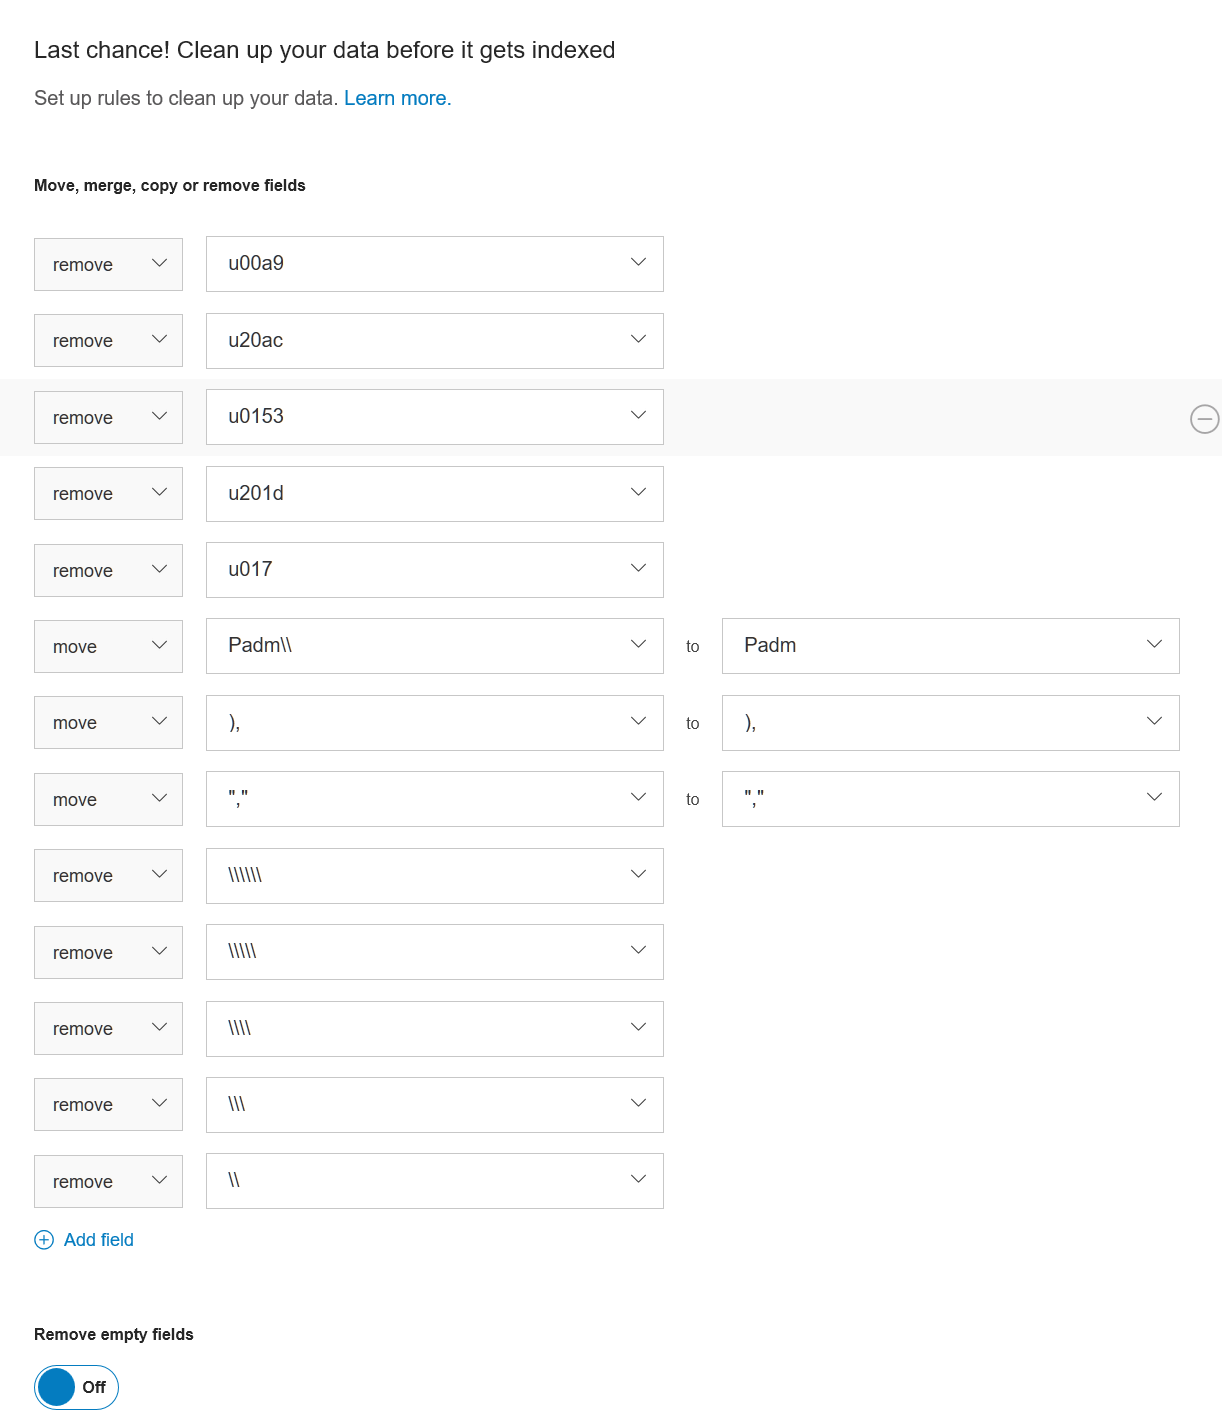 Last chance! Clean up your data before it gets indexed
Set up rules to clean up your data. Learn more.
Move, merge, copy or remove fields
remove u00a9
remove u20ac
remove u0153
remove u201d
remove u017
move Padm\\ to Padm
move ), to ),
move "," to ","
remove \\\\\\
remove \\\\\
remove \\\\
remove \\\
remove \\
Add field
Remove empty fields
Off